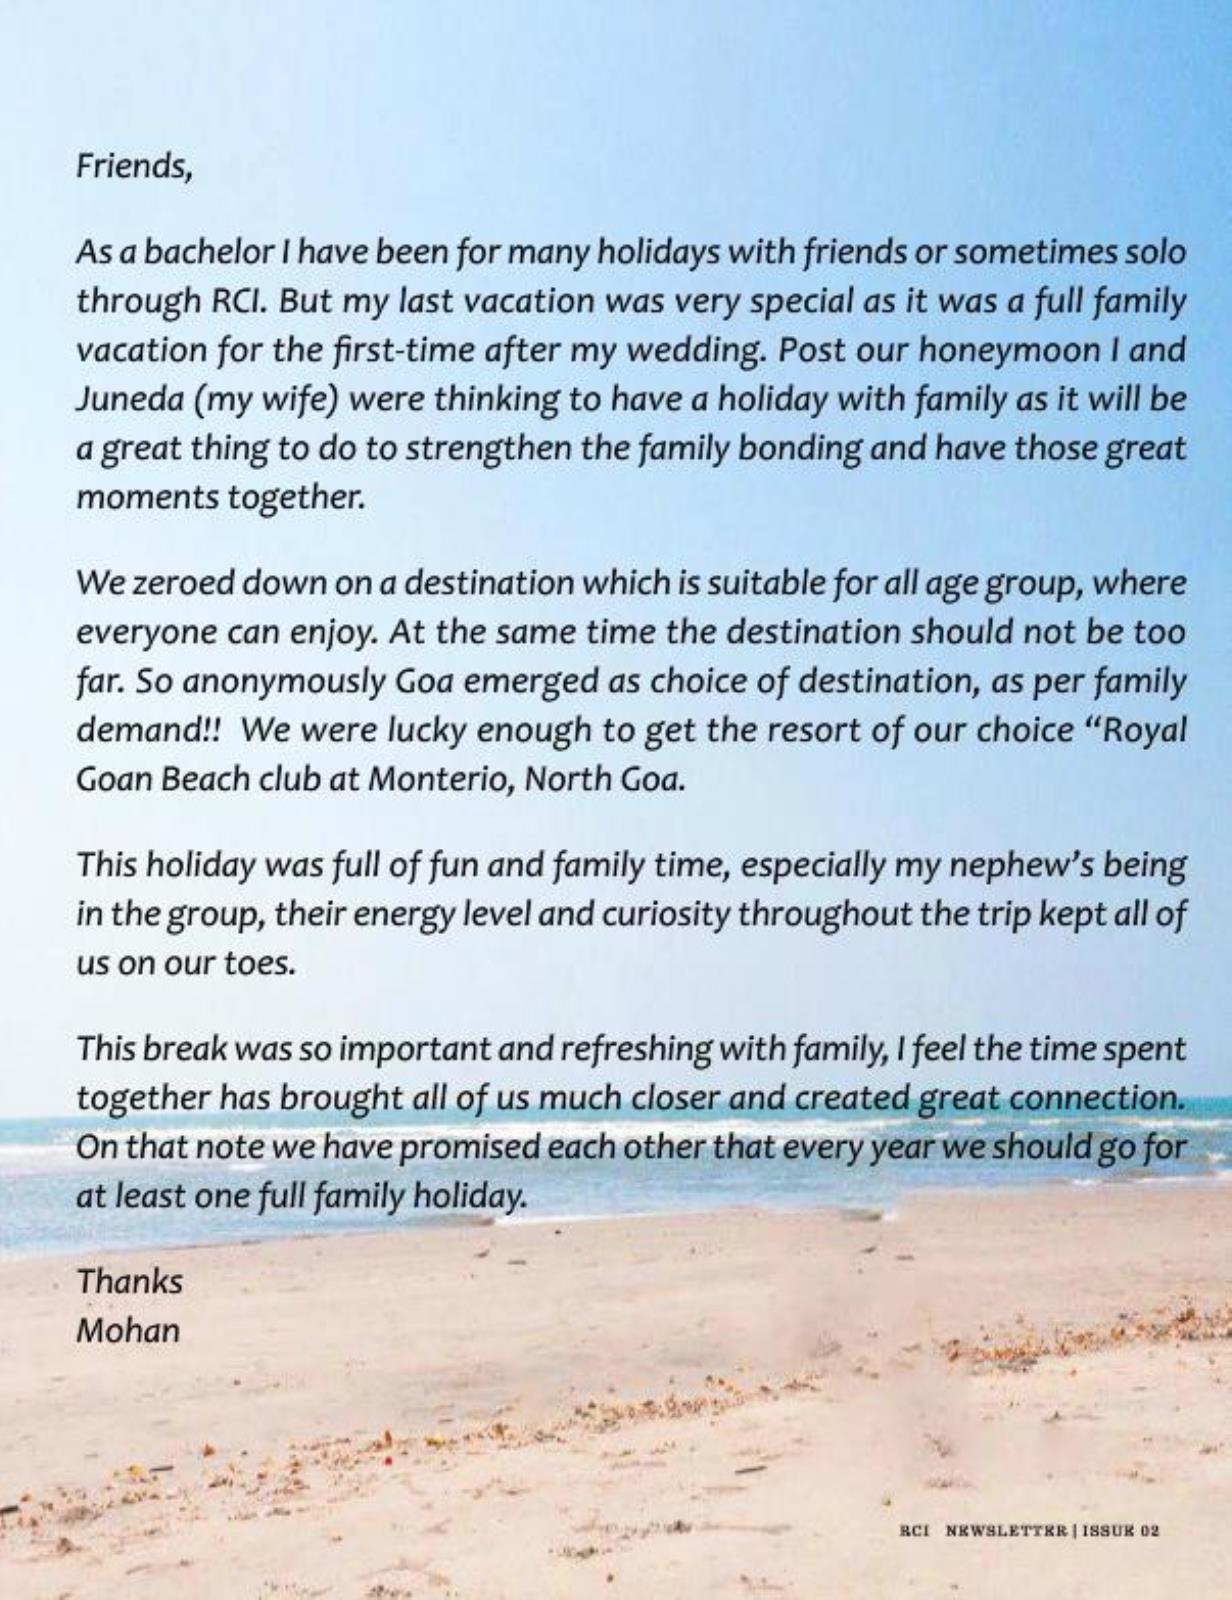 Friends,
As a bachelor I have been for many holidays with friends or sometimes solo
through RCI. But my last vacation was very special as it was a full family
vacation for the first-time after my wedding. Post our honeymoon I and
Juneda (my wife) were thinking to have a holiday with family as it will be
a great thing to do to strengthen the family bonding and have those great
moments together.
We zeroed down on a destination which is suitable for all age group, where
everyone can enjoy. At the same time the destination should not be too
far. So anonymously Goa emerged as choice of destination, as per family
demand!!  We were lucky enough to get the resort of our choice “Royal
Goan Beach club at Monterio, North Goa.
This holiday was full of fun and family time, especially my nephew’s being
in the group, their energy level and curiosity throughout the trip kept all of
us on our toes.
This break was so important and refreshing with family, I feel the time spent
together has brought all of us much closer and created great connection.
On that note we have promised each other that every year we should go for
at least one full family holiday.
Thanks
Mohan
RCI NEWSLETTER | ISSUE 02